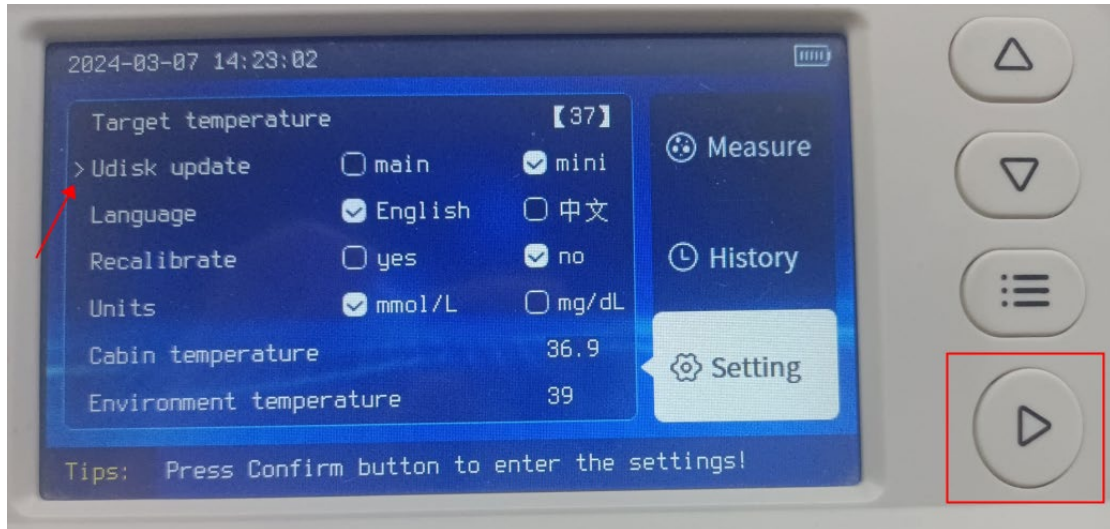 2024-03-07 14:23:02
Target temperature 【37】
>Udisk update main mini
Language English 中文
Recalibrate yes no
Units mmol/L mg/dL
Cabin temperature 36.9
Environment temperature 39
Measure
History
Setting
Tips: Press Confirm button to enter the settings!